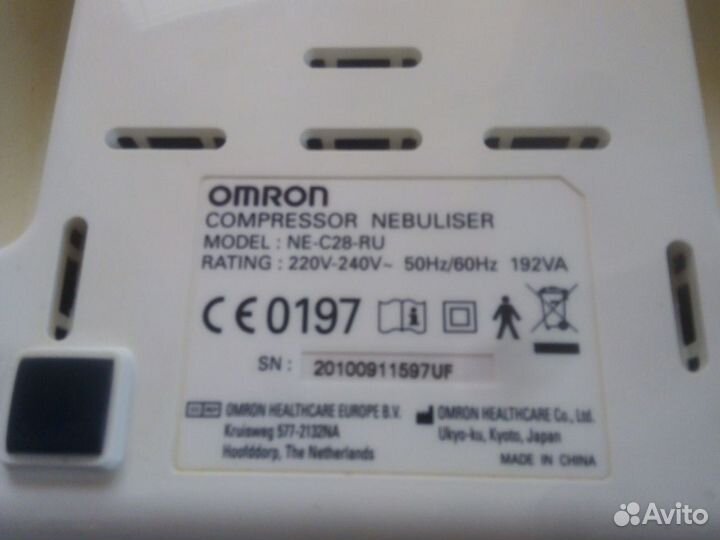 OMRON
COMPRESSOR NEBULISER
MODEL : NE-C28-RU
RATING : 220V-240V~ 50Hz/60Hz 192VA
CE 0197
SN : 20100911597UF
EC REP OMRON HEALTHCARE EUROPE B.V.
Kruisweg 577-2132NA
Hoofddorp, The Netherlands
OMRON HEALTHCARE Co., Ltd.
Ukyo-ku, Kyoto, Japan
MADE IN CHINA
Avito